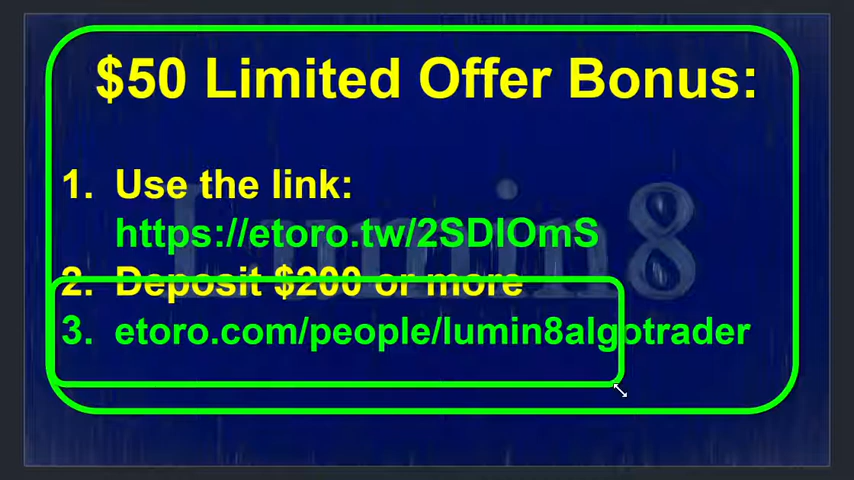 $50 Limited Offer Bonus:
1. Use the link:
https://etoro.tw/2SDIOmS
2. Deposit $200 or more
3. etoro.com/people/lumin8algotrader
Lumin8